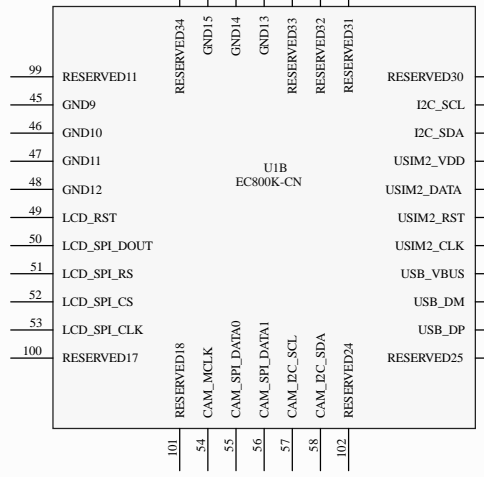 RESERVED34
GND15
GND14
GND13
RESERVED33
RESERVED32
RESERVED31
99 RESERVED11
45 GND9
46 GND10
47 GND11
48 GND12
49 LCD_RST
50 LCD_SPI_DOUT
51 LCD_SPI_RS
52 LCD_SPI_CS
53 LCD_SPI_CLK
100 RESERVED17
U1B
EC800K-CN
RESERVED30
I2C_SCL
I2C_SDA
USIM2_VDD
USIM2_DATA
USIM2_RST
USIM2_CLK
USB_VBUS
USB_DM
USB_DP
RESERVED25
RESERVED18 101
CAM_MCLK 54
CAM_SPI_DATA0 55
CAM_SPI_DATA1 56
CAM_I2C_SCL 57
CAM_I2C_SDA 58
RESERVED24 102